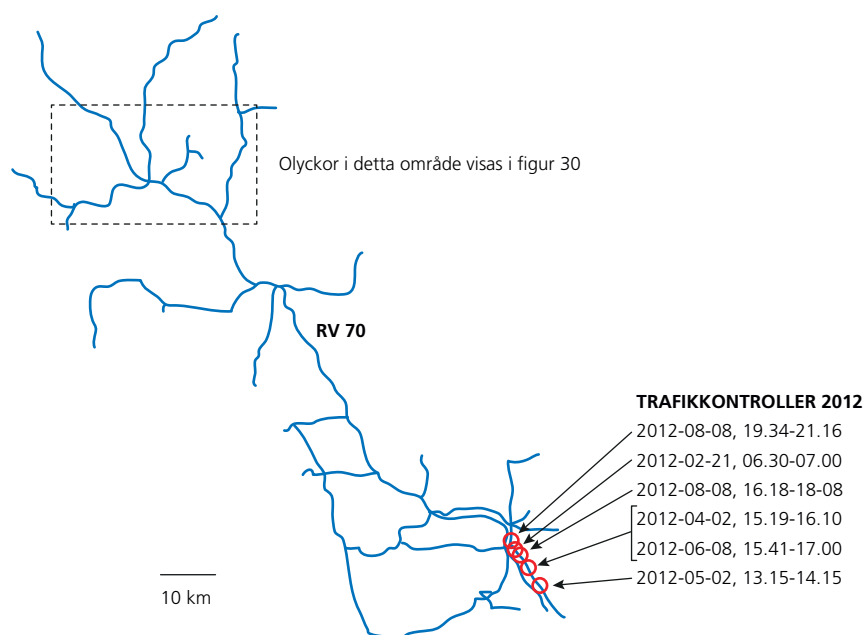 Olyckor i detta område visas i figur 30
RV 70
TRAFIKKONTROLLER 2012
2012-08-08, 19.34-21.16
2012-02-21, 06.30-07.00
2012-08-08, 16.18-18-08
2012-04-02, 15.19-16.10
2012-06-08, 15.41-17.00
2012-05-02, 13.15-14.15
10 km